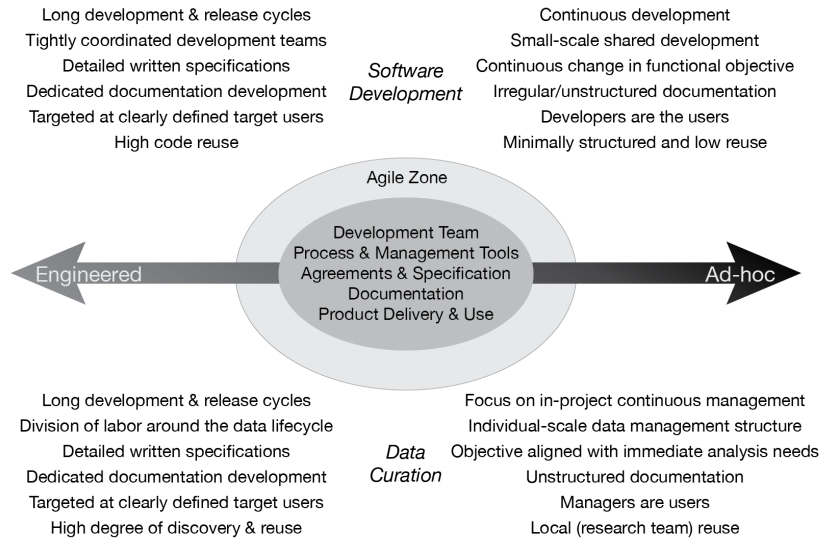 Long development & release cycles
Tightly coordinated development teams
Detailed written specifications
Dedicated documentation development
Targeted at clearly defined target users
High code reuse
Software
Development
Continuous development
Small-scale shared development
Continuous change in functional objective
Irregular/unstructured documentation
Developers are the users
Minimally structured and low reuse
Agile Zone
Development Team
Process & Management Tools
Agreements & Specification
Documentation
Product Delivery & Use
Engineered
Ad-hoc
Long development & release cycles
Division of labor around the data lifecycle
Detailed written specifications
Dedicated documentation development
Targeted at clearly defined target users
High degree of discovery & reuse
Data
Curation
Focus on in-project continuous management
Individual-scale data management structure
Objective aligned with immediate analysis needs
Unstructured documentation
Managers are users
Local (research team) reuse